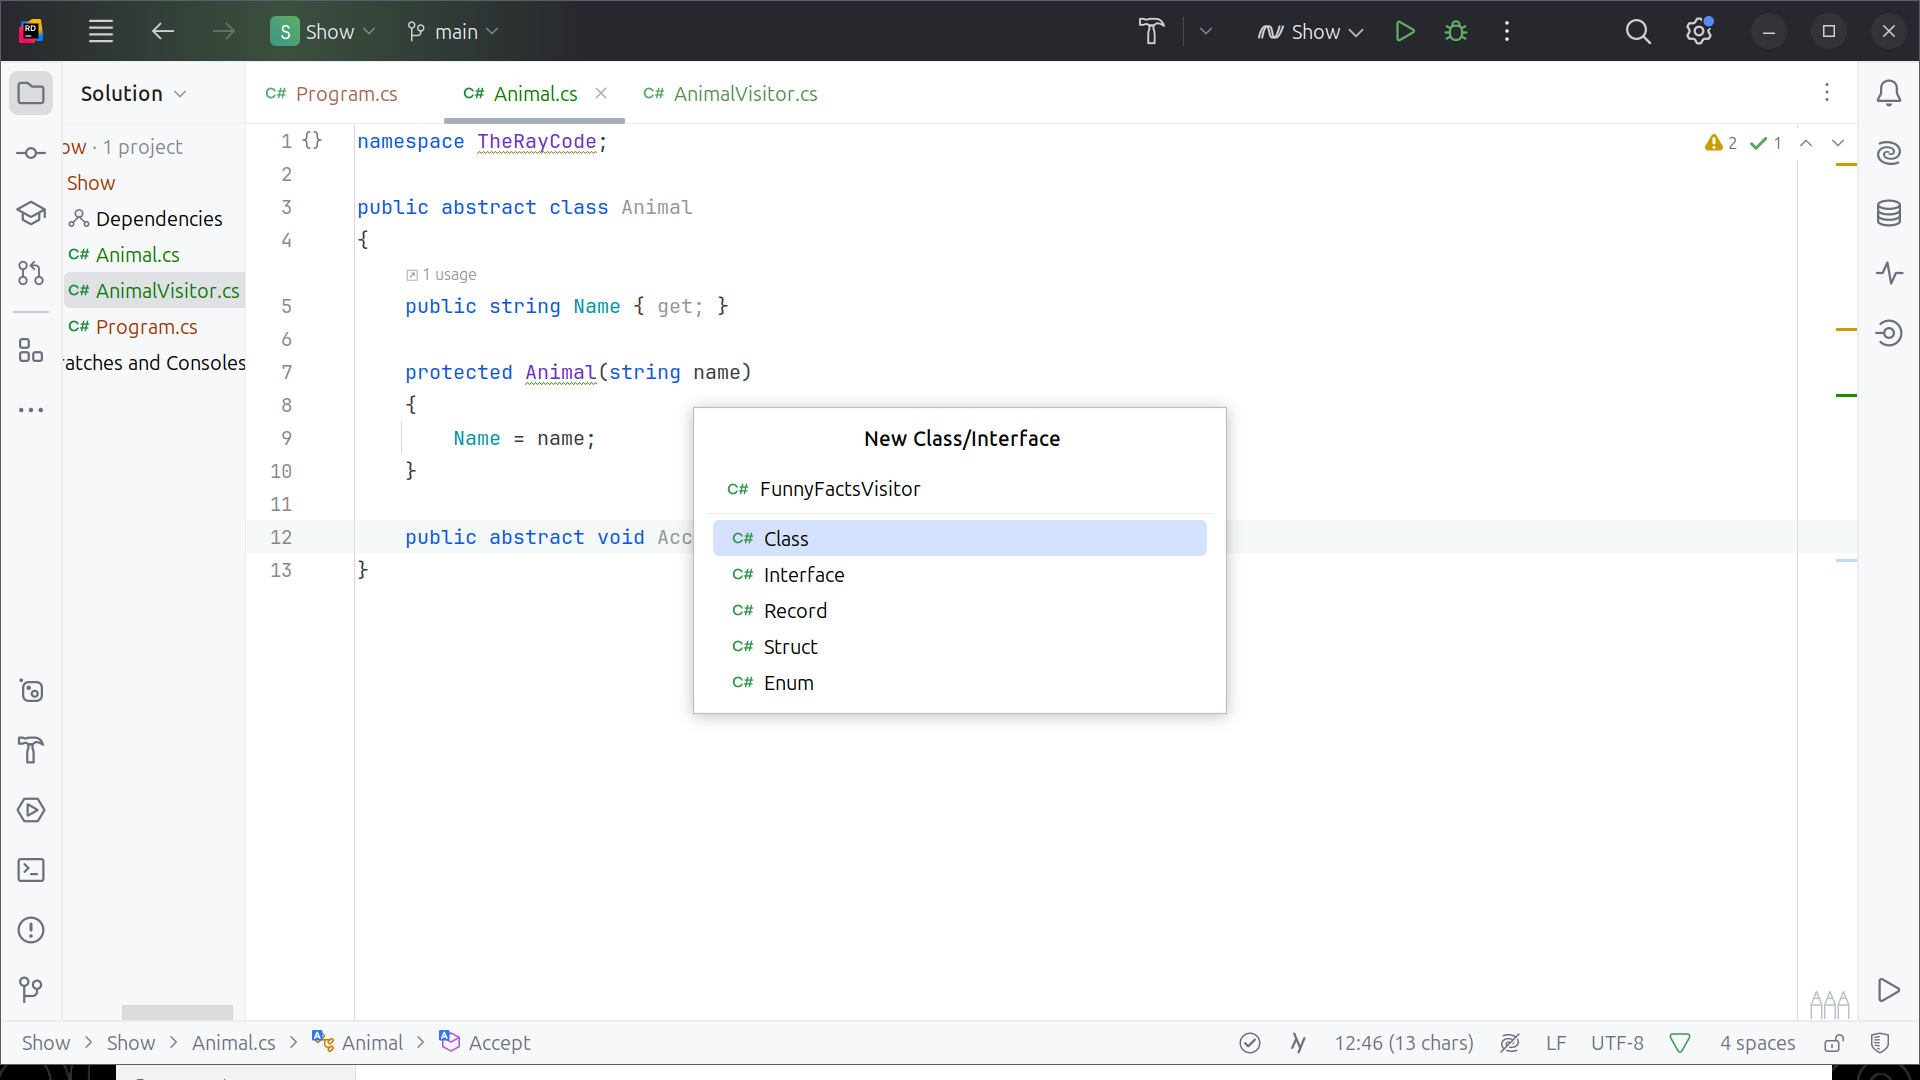 RD
S Show
main
Show
Solution
C# Program.cs
C# Animal.cs
C# AnimalVisitor.cs
ow · 1 project
Show
Dependencies
C# Animal.cs
C# AnimalVisitor.cs
C# Program.cs
ratches and Consoles
1 {} namespace TheRayCode;
2 1
2
3 public abstract class Animal
4 {
1 usage
5 public string Name { get; }
6
7 protected Animal(string name)
8 {
9 Name = name;
10 }
11
12 public abstract void Acc
13 }
New Class/Interface
C# FunnyFactsVisitor
C# Class
C# Interface
C# Record
C# Struct
C# Enum
Show > Show > Animal.cs > Animal > Accept
12:46 (13 chars) LF UTF-8 4 spaces